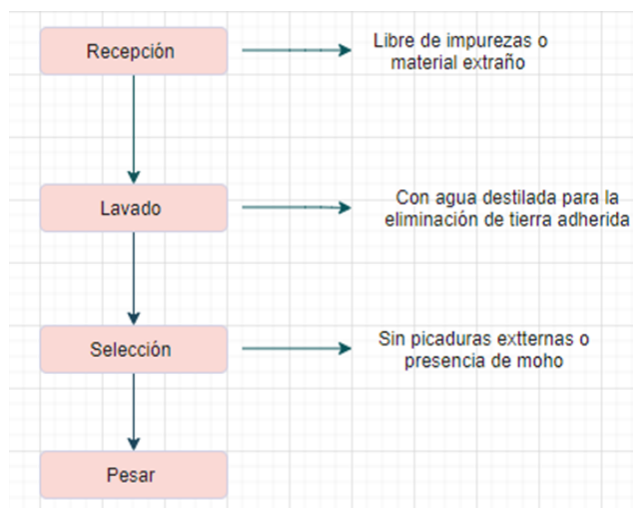 Recepción
Libre de impurezas o
material extraño
Lavado
Con agua destilada para la
eliminación de tierra adherida
Selección
Sin picaduras extternas o
presencia de moho
Pesar